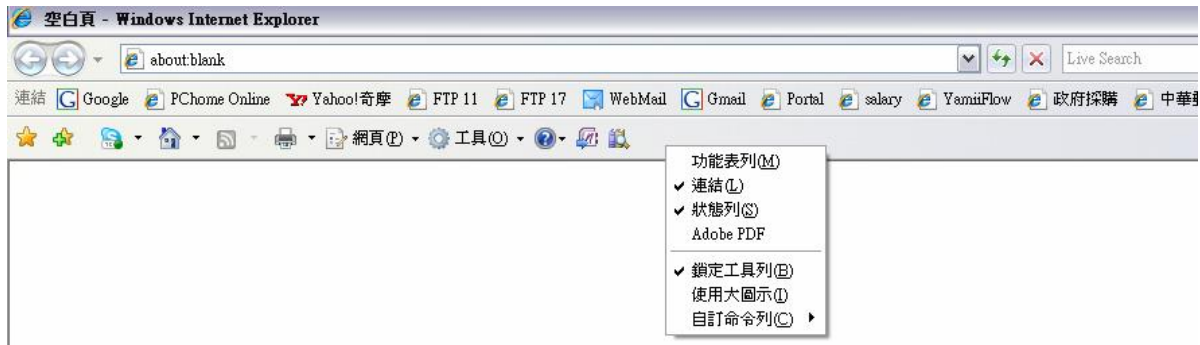 空白頁 - Windows Internet Explorer
about:blank Live Search
連結 Google PChome Online Yahoo!奇摩 FTP 11 FTP 17 WebMail Gmail Portal salary YamiiFlow 政府採購 中華
網頁(P) 工具(O)
功能表列(M)
連結(L)
狀態列(S)
Adobe PDF
鎖定工具列(B)
使用大圖示(I)
自訂命令列(C)